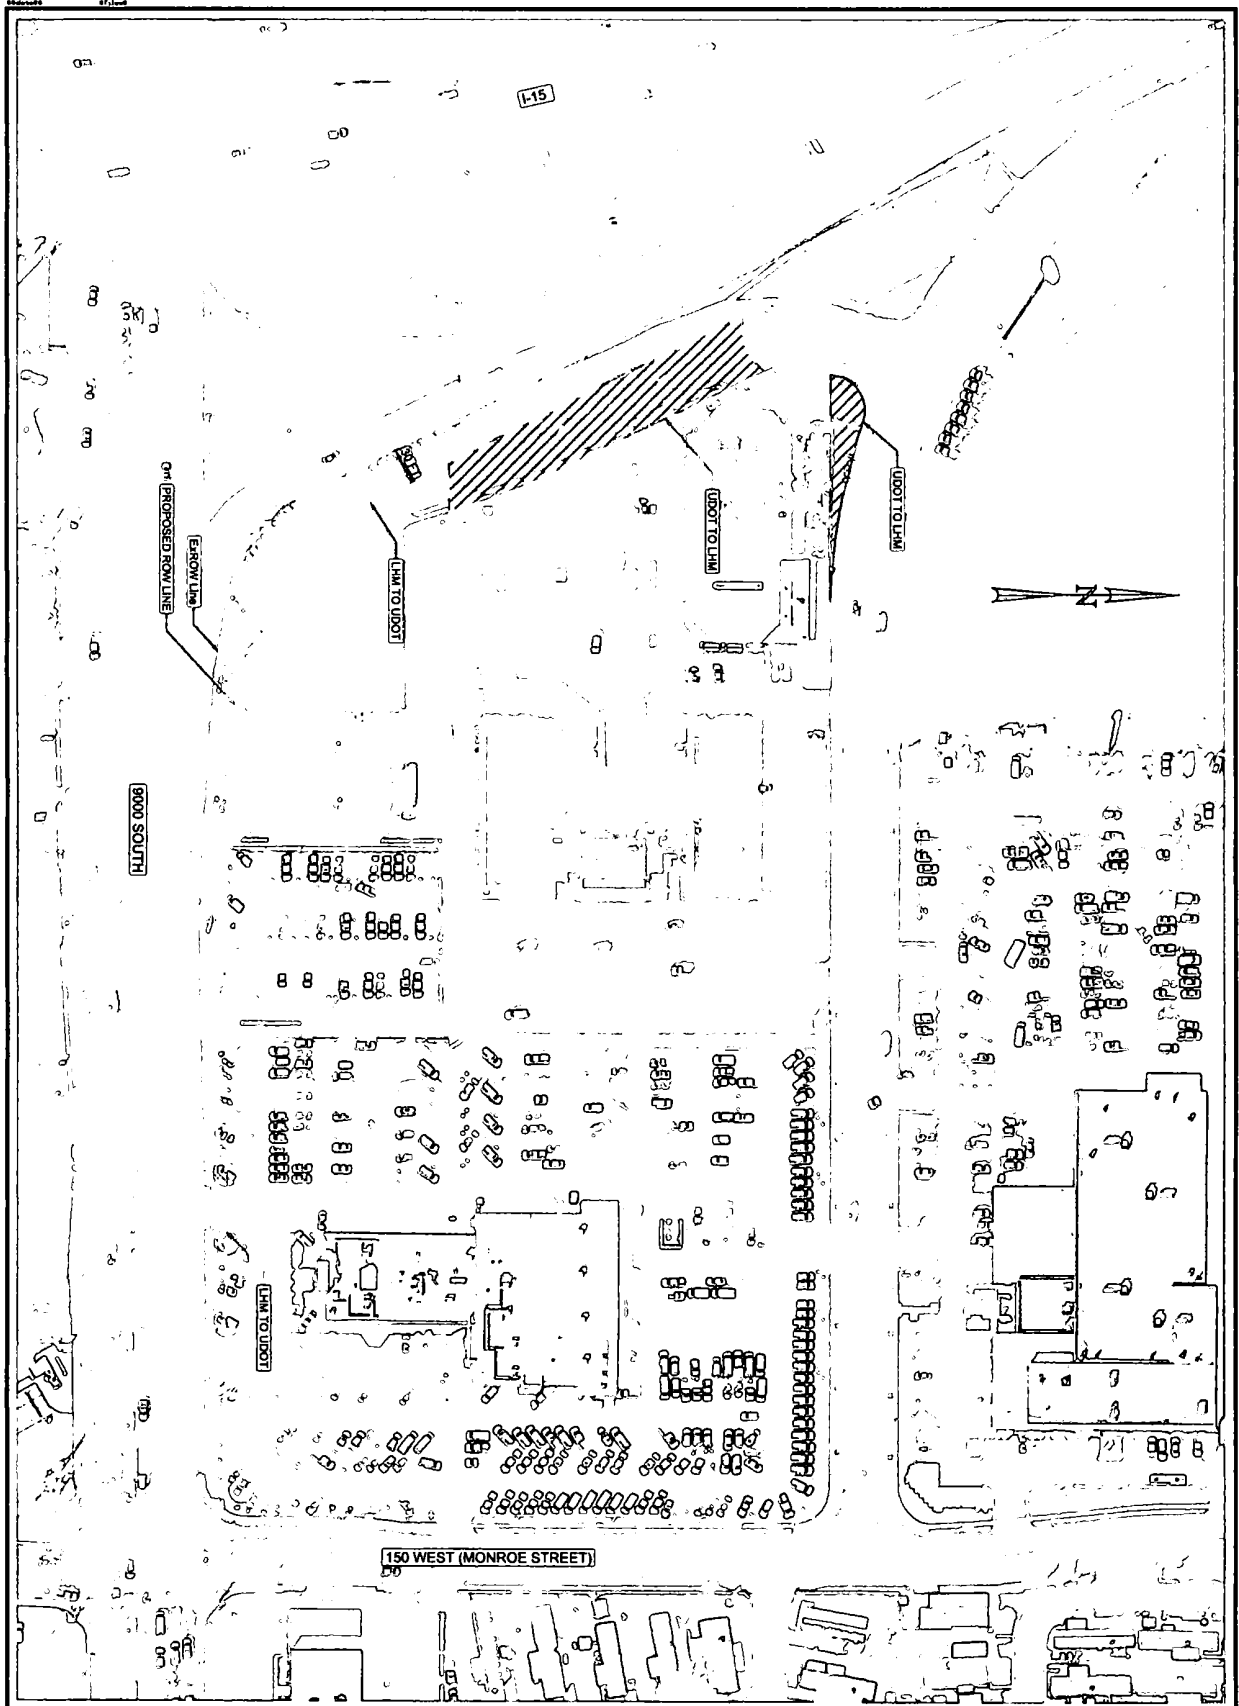 I-15
UDOT TO LHM
UDOT TO LHM
LHM TO UDOT
ExROW Line
PROPOSED ROW LINE
N
9000 SOUTH
LHM TO UDOT
150 WEST (MONROE STREET)